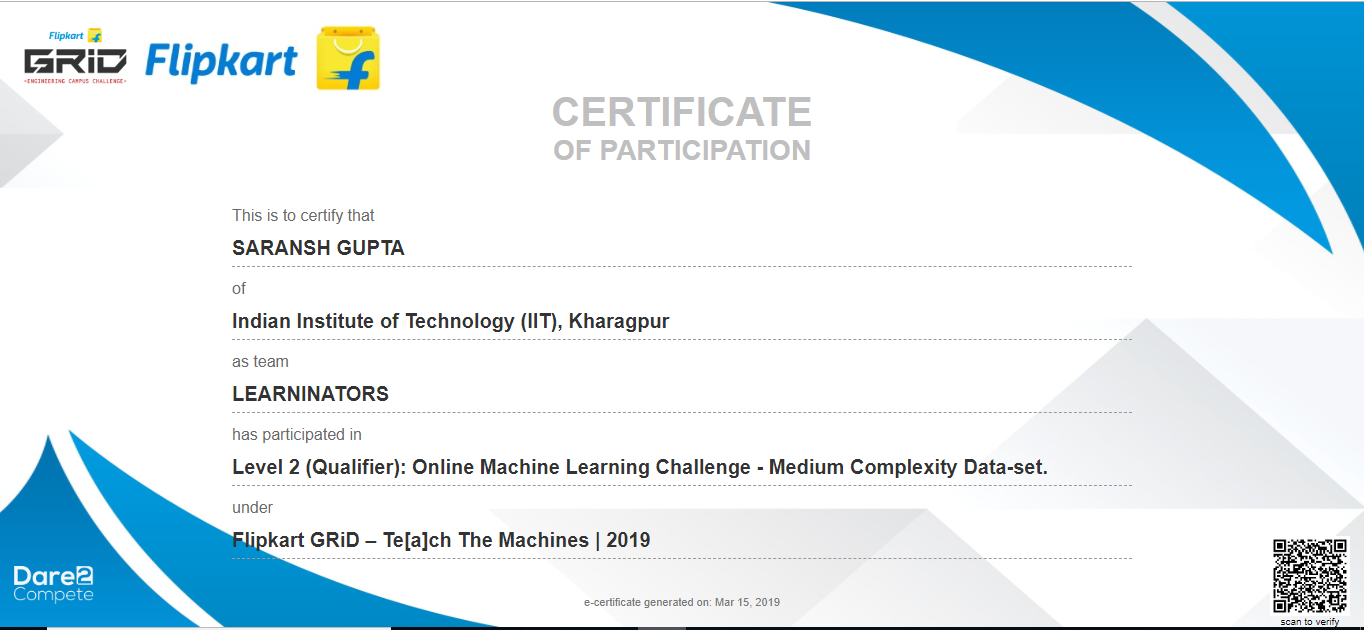 Flipkart
GRiD
-ENGINEERING CAMPUS CHALLENGE-
Flipkart
CERTIFICATE
OF PARTICIPATION
This is to certify that
SARANSH GUPTA
of
Indian Institute of Technology (IIT), Kharagpur
as team
LEARNINATORS
has participated in
Level 2 (Qualifier): Online Machine Learning Challenge - Medium Complexity Data-set.
under
Flipkart GRiD – Te[a]ch The Machines | 2019
Dare2
Compete
e-certificate generated on: Mar 15, 2019
scan to verify